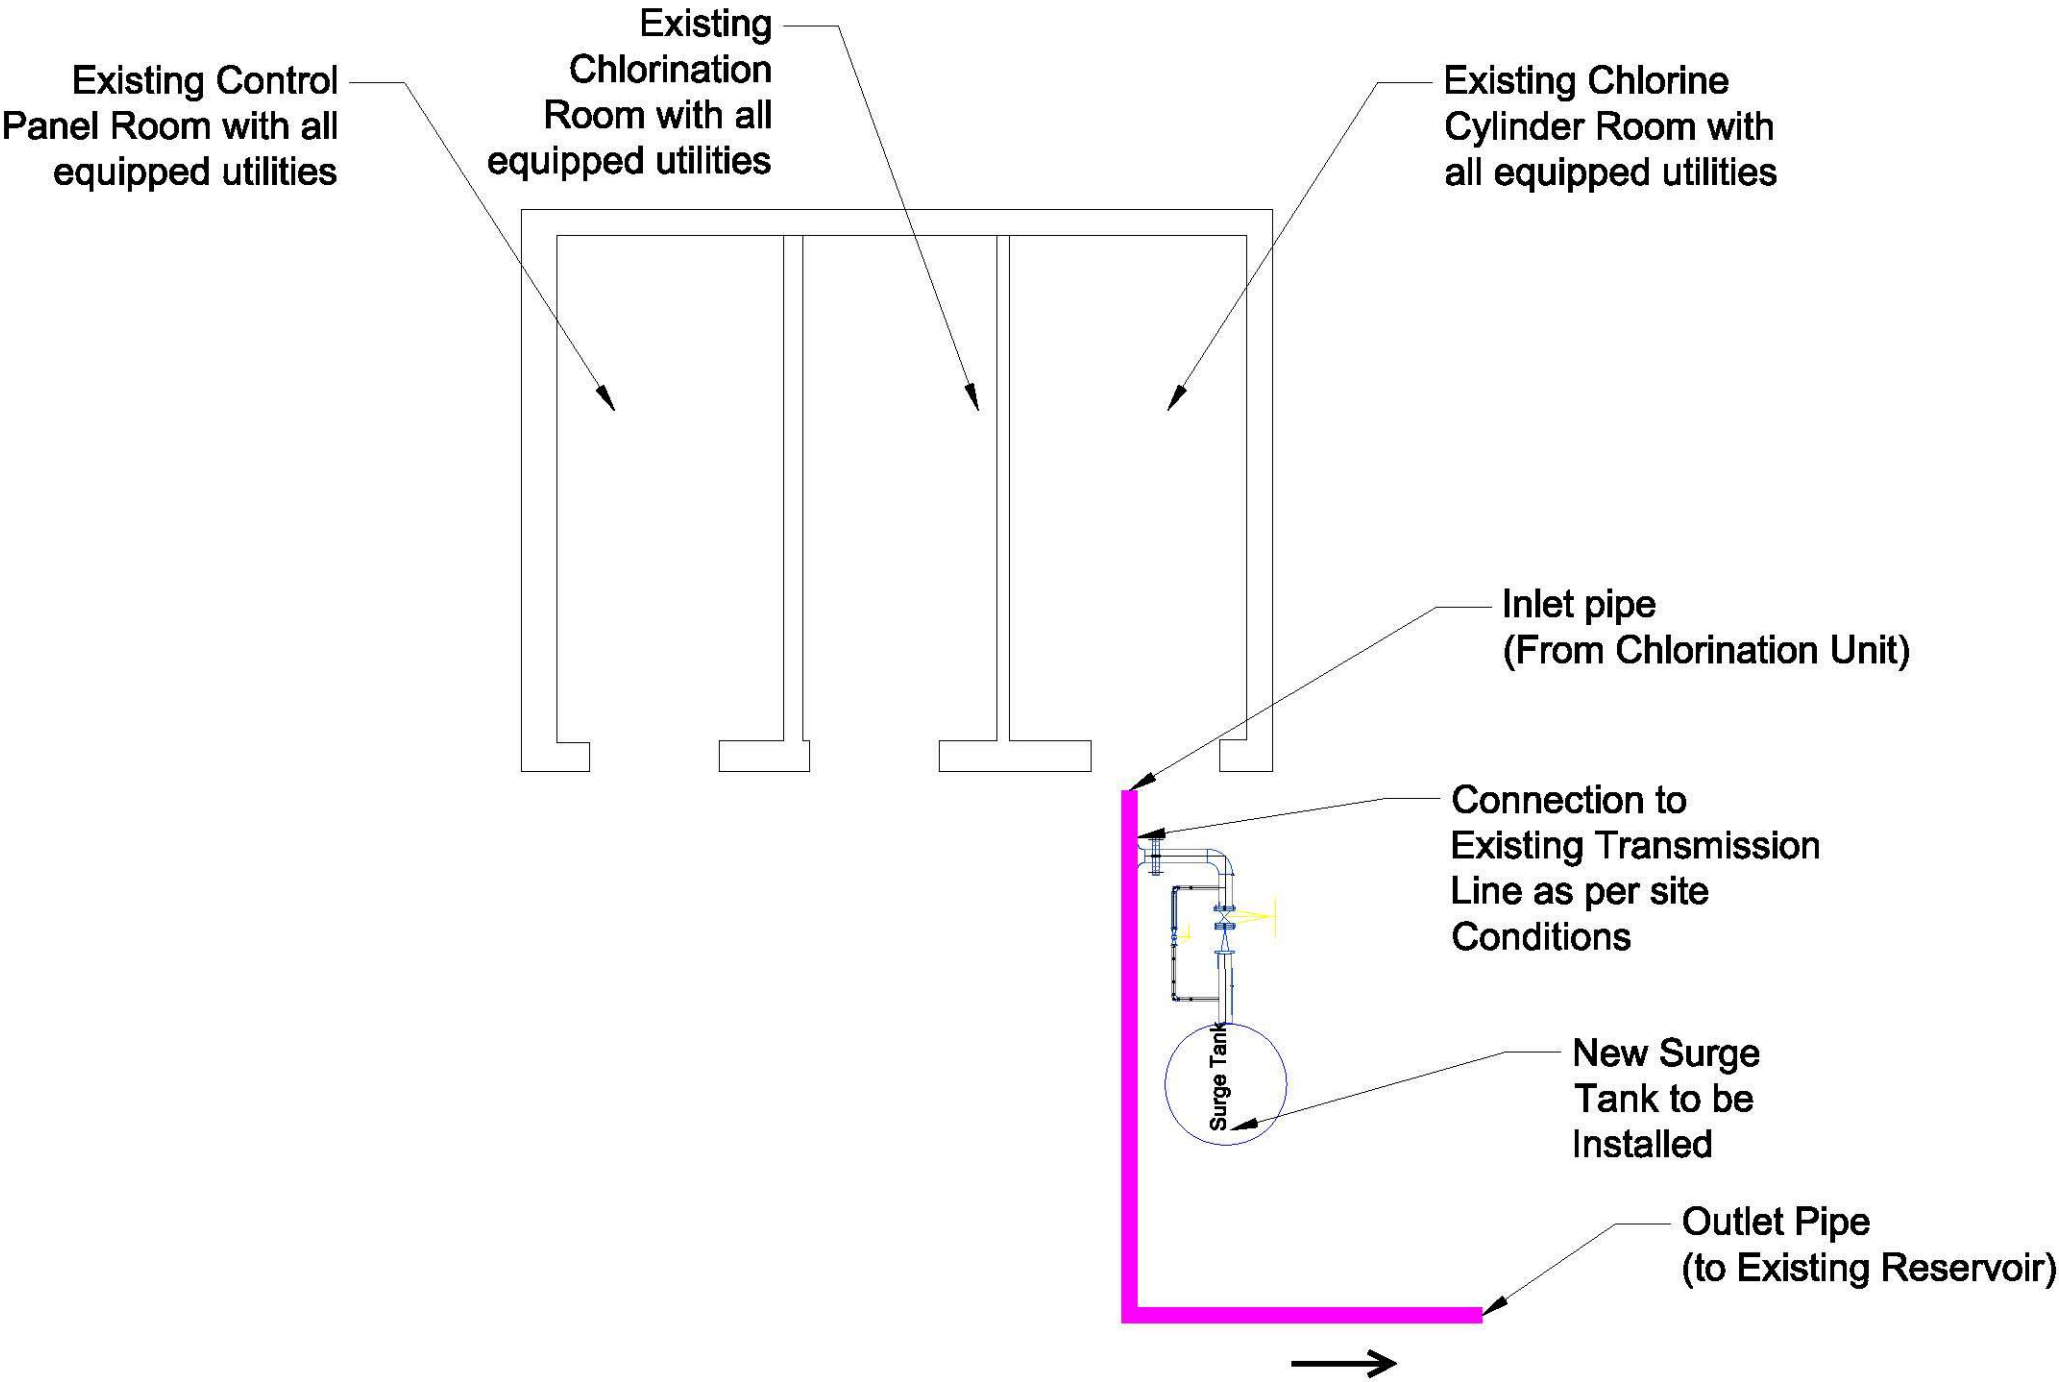 Existing Control
Panel Room with all
equipped utilities
Existing
Chlorination
Room with all
equipped utilities
Existing Chlorine
Cylinder Room with
all equipped utilities
Inlet pipe
(From Chlorination Unit)
Connection to
Existing Transmission
Line as per site
Conditions
Surge Tank
New Surge
Tank to be
Installed
Outlet Pipe
(to Existing Reservoir)